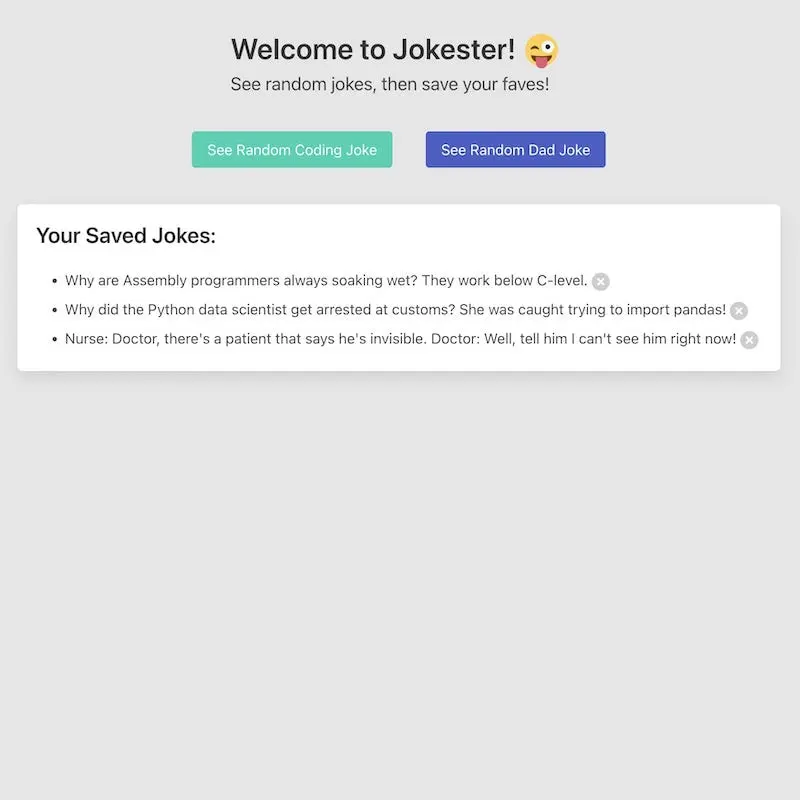 Welcome to Jokester! 😜
See random jokes, then save your faves!
See Random Coding Joke
See Random Dad Joke
Your Saved Jokes:
• Why are Assembly programmers always soaking wet? They work below C-level.
• Why did the Python data scientist get arrested at customs? She was caught trying to import pandas!
• Nurse: Doctor, there's a patient that says he's invisible. Doctor: Well, tell him I can't see him right now!